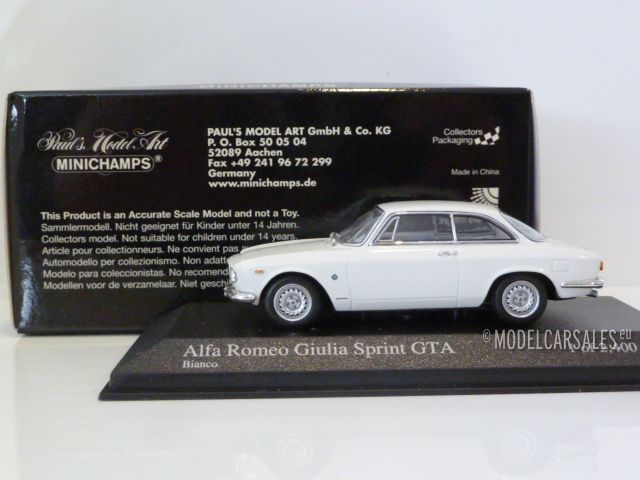 MINICHAMPS
Paul's Model Art
MINICHAMPS®
PAUL'S MODEL ART GmbH & Co. KG
P. O. Box 50 05 04
52089 Aachen
Fax +49 241 96 72 299
Germany
www.minichamps.de
Collectors
Packaging
Made in China
This Product is an Accurate Scale Model and not a Toy.
Sammlermodell. Nicht geeignet für Kinder unter 14 Jahren.
Collectors model. Not suitable for children under 14 years.
Article pour collectionneurs. Ne convient pas
Automodello per collezionismo. Non adatt
Modelo para coleccionistas. No recomend
Modellen voor de verzamelaar. Niet gesch
© MODELCARSALES.eu
Alfa Romeo Giulia Sprint GTA
Bianco